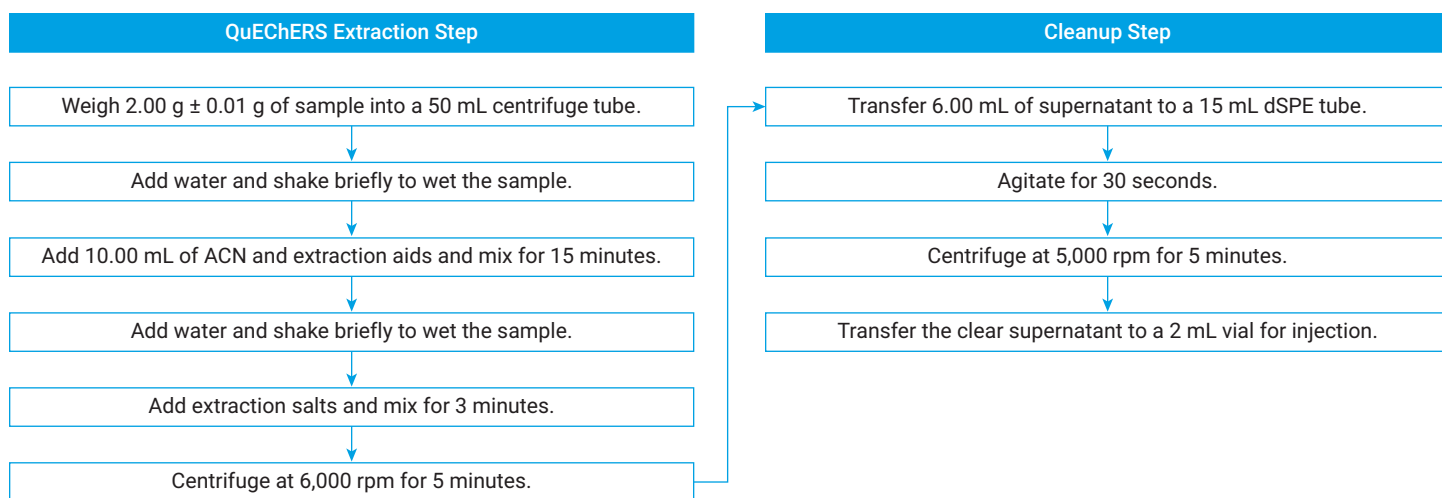 QuEChERS Extraction Step
Weigh 2.00 g ± 0.01 g of sample into a 50 mL centrifuge tube.
Add water and shake briefly to wet the sample.
Add 10.00 mL of ACN and extraction aids and mix for 15 minutes.
Add water and shake briefly to wet the sample.
Add extraction salts and mix for 3 minutes.
Centrifuge at 6,000 rpm for 5 minutes.
Cleanup Step
Transfer 6.00 mL of supernatant to a 15 mL dSPE tube.
Agitate for 30 seconds.
Centrifuge at 5,000 rpm for 5 minutes.
Transfer the clear supernatant to a 2 mL vial for injection.